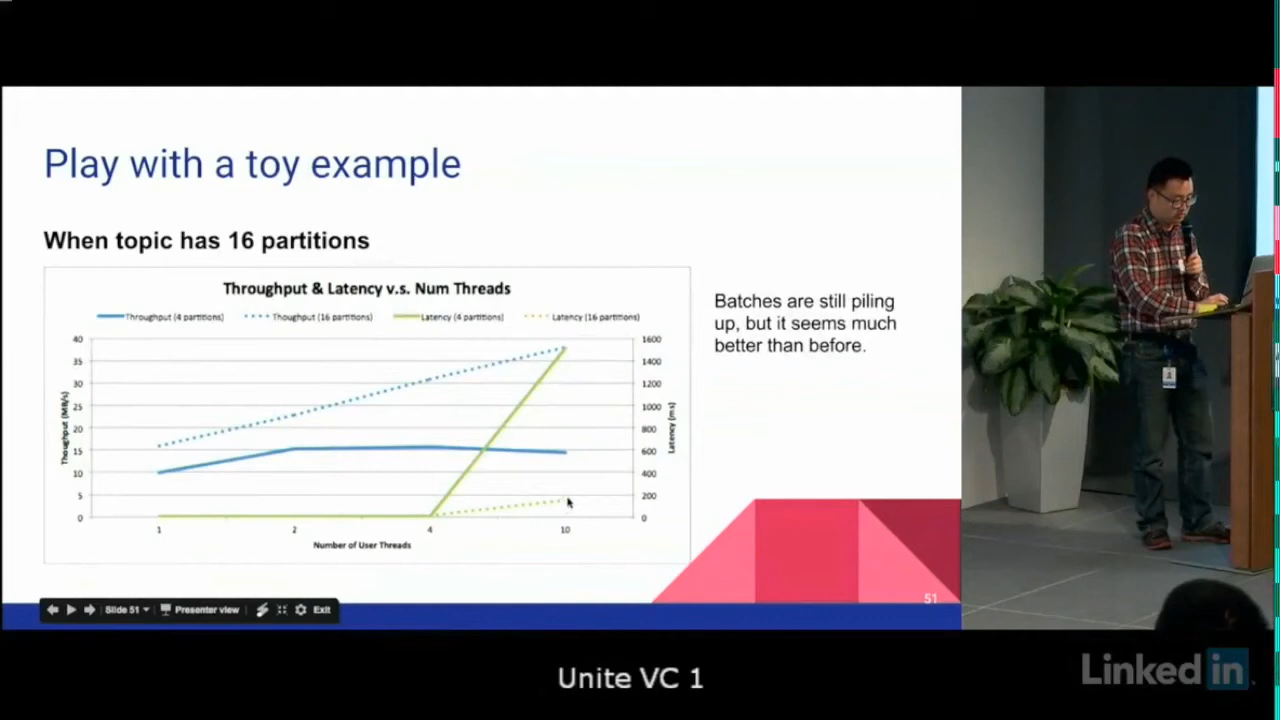 Play with a toy example
When topic has 16 partitions
Throughput & Latency v.s. Num Threads
Throughput (4 partitions) Thoughput (16 partitions) Latency (4 partitions) Latency (16 partitions)
40
35
30
25
20
15
10
5
0
Thoughput (MB/s)
1600
1400
1200
1000
800
600
400
200
0
Latency (ms)
1 2 4 10
Number of User Threads
Batches are still piling
up, but it seems much
better than before.
51
Slide 51 Presenter view Exit
Unite VC 1
Linked in